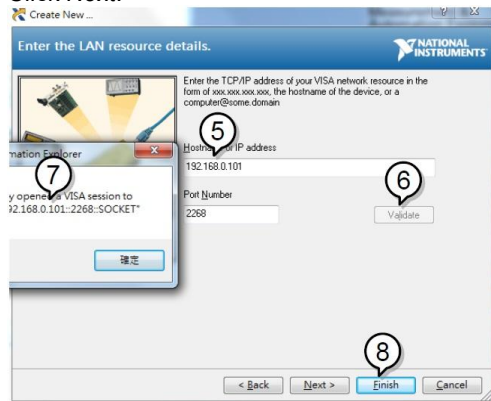 Create New ...
Enter the LAN resource details.
NATIONAL
INSTRUMENTS
Enter the TCP/IP address of your VISA network resource in the
form of xxx.xxx.xxx.xxx, the hostname of the device, or a
computer@some.domain
5
Hostname or IP address
192.168.0.101
6
Port Number
2268
Validate
mation Explorer
7
y opened a VISA session to
92.168.0.101::2268::SOCKET"
確定
8
< Back
Next >
Finish
Cancel